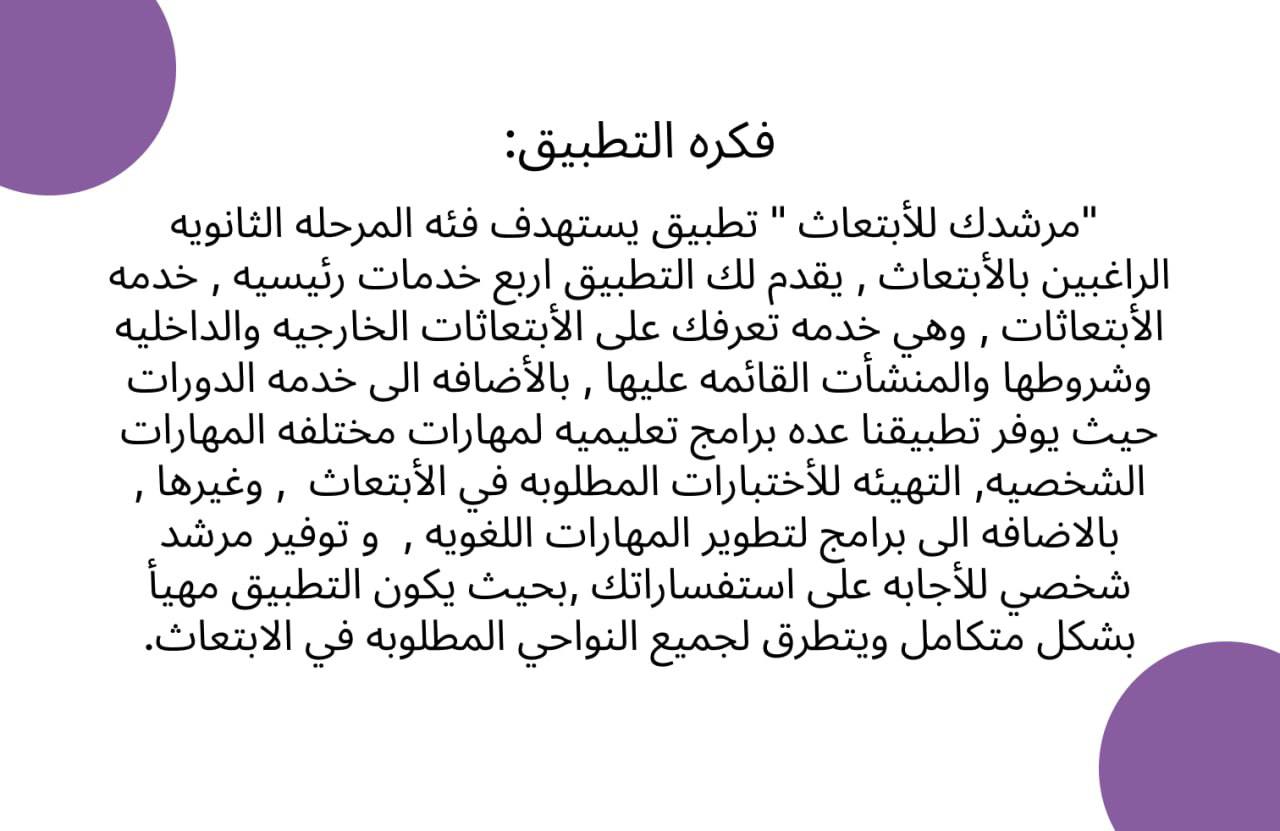 فكره التطبيق:
"مرشدك للأبتعاث " تطبيق يستهدف فئه المرحله الثانويه
الراغبين بالأبتعاث , يقدم لك التطبيق اربع خدمات رئيسيه , خدمه
الأبتعاثات , وهي خدمه تعرفك على الأبتعاثات الخارجيه والداخليه
وشروطها والمنشأت القائمه عليها , بالأضافه الى خدمه الدورات
حيث يوفر تطبيقنا عده برامج تعليميه لمهارات مختلفه المهارات
الشخصيه, التهيئه للأختبارات المطلوبه في الأبتعاث , وغيرها ,
بالاضافه الى برامج لتطوير المهارات اللغويه , و توفير مرشد
شخصي للأجابه على استفساراتك ,بحيث يكون التطبيق مهيأ
بشكل متكامل ويتطرق لجميع النواحي المطلوبه في الابتعاث.